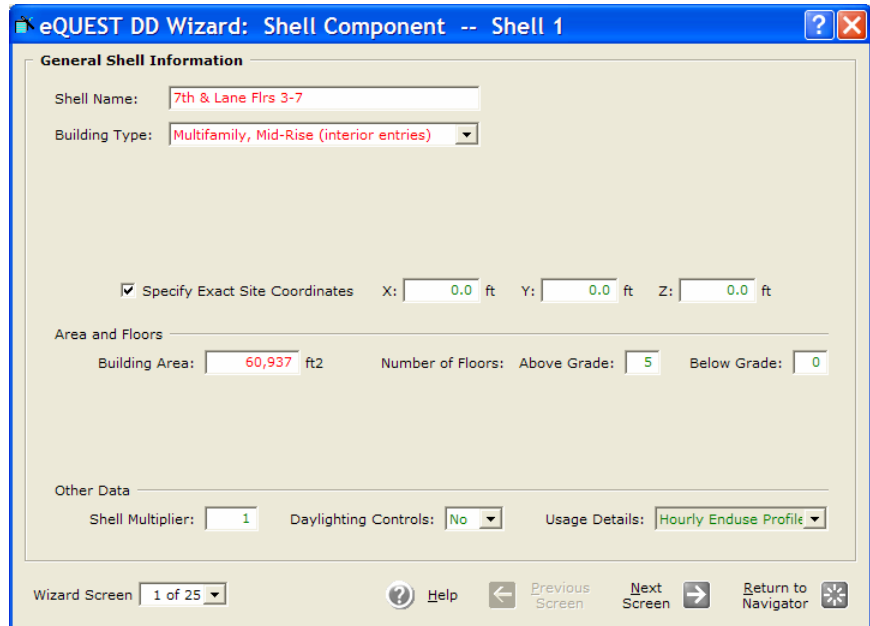 eQUEST DD Wizard: Shell Component -- Shell 1
General Shell Information
Shell Name: 7th & Lane Flrs 3-7
Building Type: Multifamily, Mid-Rise (interior entries)
Specify Exact Site Coordinates X: 0.0 ft Y: 0.0 ft Z: 0.0 ft
Area and Floors
Building Area: 60,937 ft2 Number of Floors: Above Grade: 5 Below Grade: 0
Other Data
Shell Multiplier: 1 Daylighting Controls: No Usage Details: Hourly Enduse Profile
Wizard Screen 1 of 25 ? Help Previous Screen Next Screen Return to Navigator